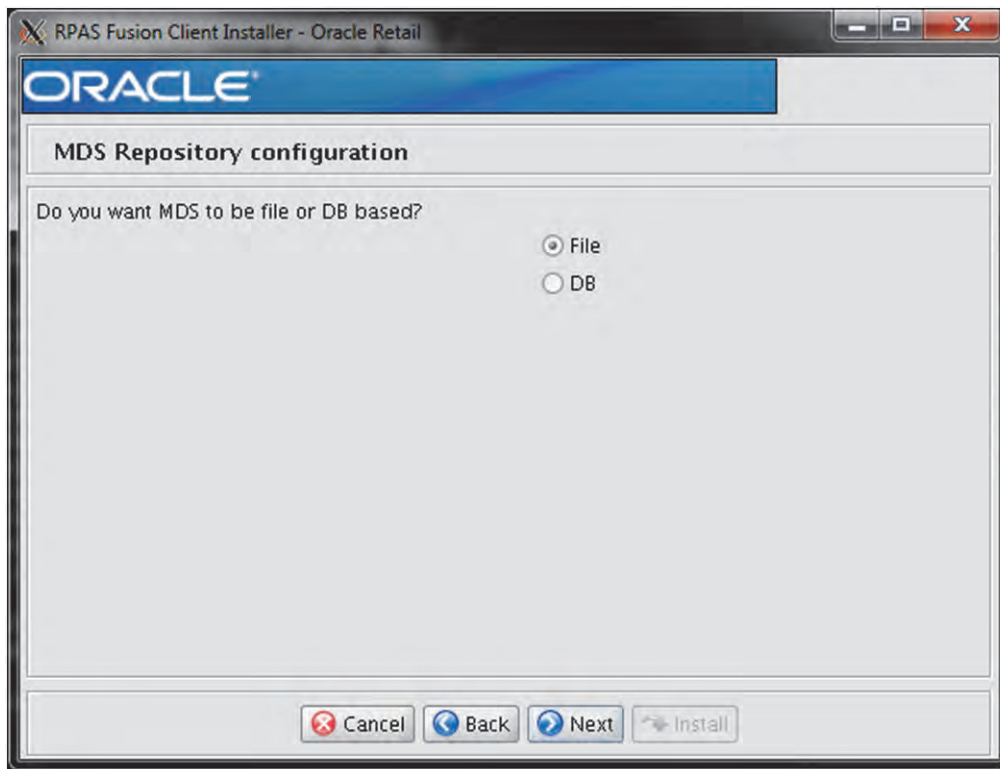 RPAS Fusion Client Installer - Oracle Retail
ORACLE®
MDS Repository configuration
Do you want MDS to be file or DB based?
File
DB
Cancel Back Next Install